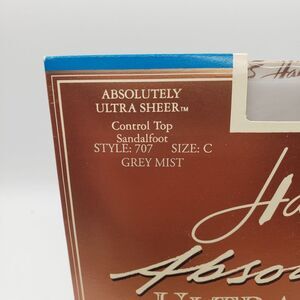 ABSOLUTELY
ULTRA SHEER™
Control Top
Sandalfoot
STYLE: 707 SIZE: C
GREY MIST